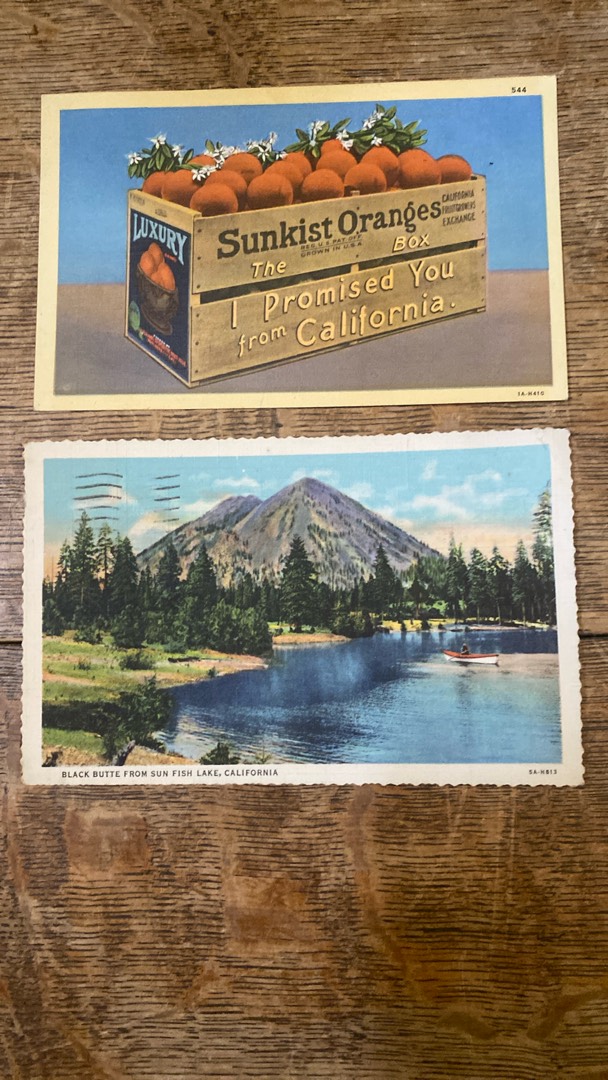 544
LUXURY
Sunkist Oranges
REG. U.S. PAT. OFF.
GROWN IN U.S.A
CALIFORNIA
FRUIT GROWERS
EXCHANGE
The Box
I Promised You
from California.
1A-H410
BLACK BUTTE FROM SUN FISH LAKE, CALIFORNIA
5A-H813